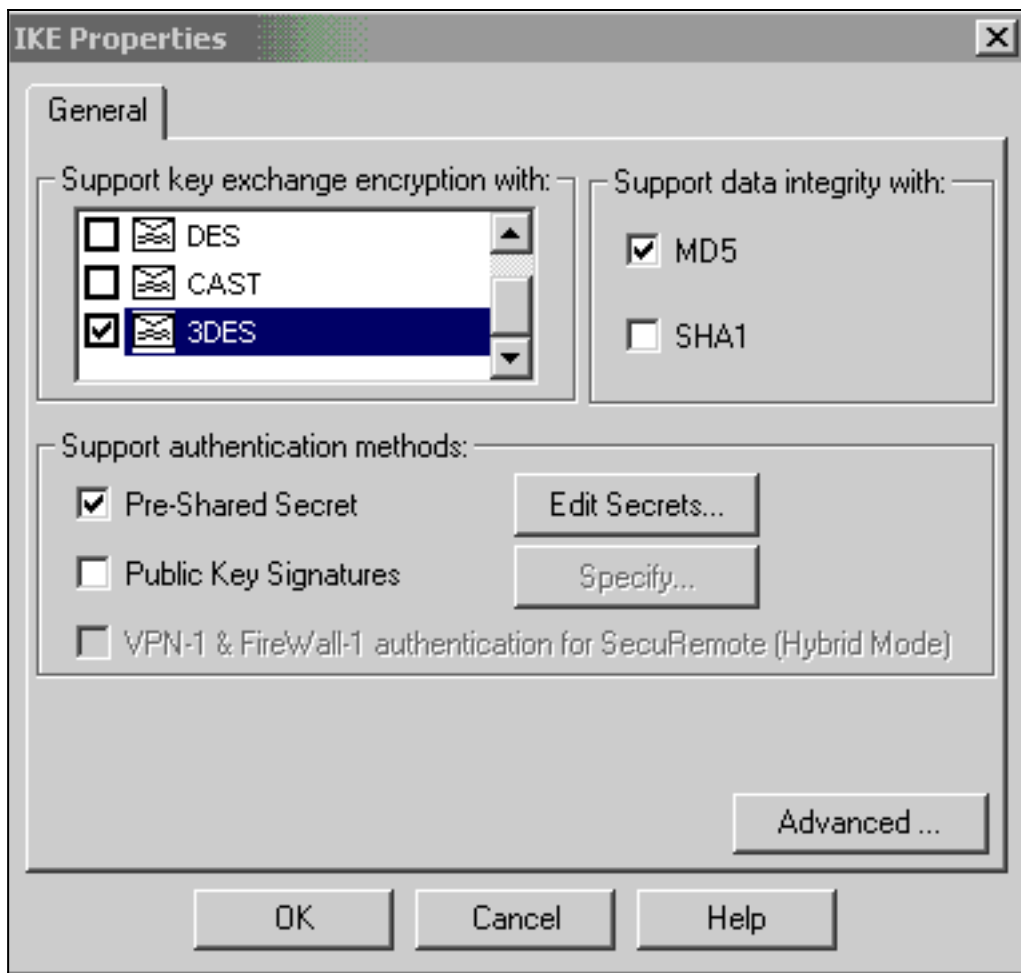 IKE Properties
General
Support key exchange encryption with:
DES
CAST
3DES
Support data integrity with:
MD5
SHA1
Support authentication methods:
Pre-Shared Secret
Edit Secrets...
Public Key Signatures
Specify...
VPN-1 & FireWall-1 authentication for SecuRemote (Hybrid Mode)
Advanced ...
OK
Cancel
Help